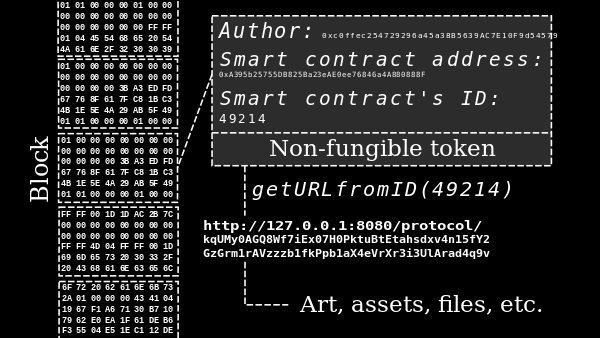 01 01 00 00 00 01 00 00
00 00 00 00 00 00 00 00
00 00 00 00 00 00 FF FF
01 04 45 54 68 65 20 54
4A 61 6E 2F 32 30 30 39
01 00 00 00 00 00 00 00
00 00 00 00 00 00 00 00
00 00 00 00 3B A3 ED FD
67 76 8F 61 7F C8 1B C3
4B 1E 5E 4A 29 AB 5F 49
01 01 00 00 00 01 00 00
01 00 00 00 00 00 00 00
00 00 00 00 00 00 00 00
00 00 00 00 3B A3 ED FD
67 76 8F 61 7F C8 1B C3
4B 1E 5E 4A 29 AB 5F 49
01 01 00 00 00 01 00 00
FF FF 00 1D 1D AC 2B 7C
00 00 00 00 00 00 00 00
00 00 00 00 00 00 00 00
FF FF 4D 04 FF FF 00 1D
69 6D 65 73 20 30 33 2F
20 43 68 61 6E 63 65 6C
6F 72 20 62 61 6E 6B 73
2A 01 00 00 00 43 41 04
19 67 F1 A6 71 30 B7 10
79 62 E0 EA 1F 61 DE B6
F3 55 04 E5 1E C1 12 DE
Block
Author: 0xc0ffec254729296a45a38B639AC7E10F9d54579
Smart contract address:
0xA395b25755DB825Ba23eAE0ee76846a4A880888F
Smart contract's ID:
49214
Non-fungible token
getURLfromID(49214)
http://127.0.0.1:8080/protocol/
kqUMy0AGQ8Wf7iEx07H0PktuBtEtahsdxv4n15fY2
GzGrm1rAVzzzb1fkPpb1aX4eVrXr3i3UlArad4q9v
Art, assets, files, etc.